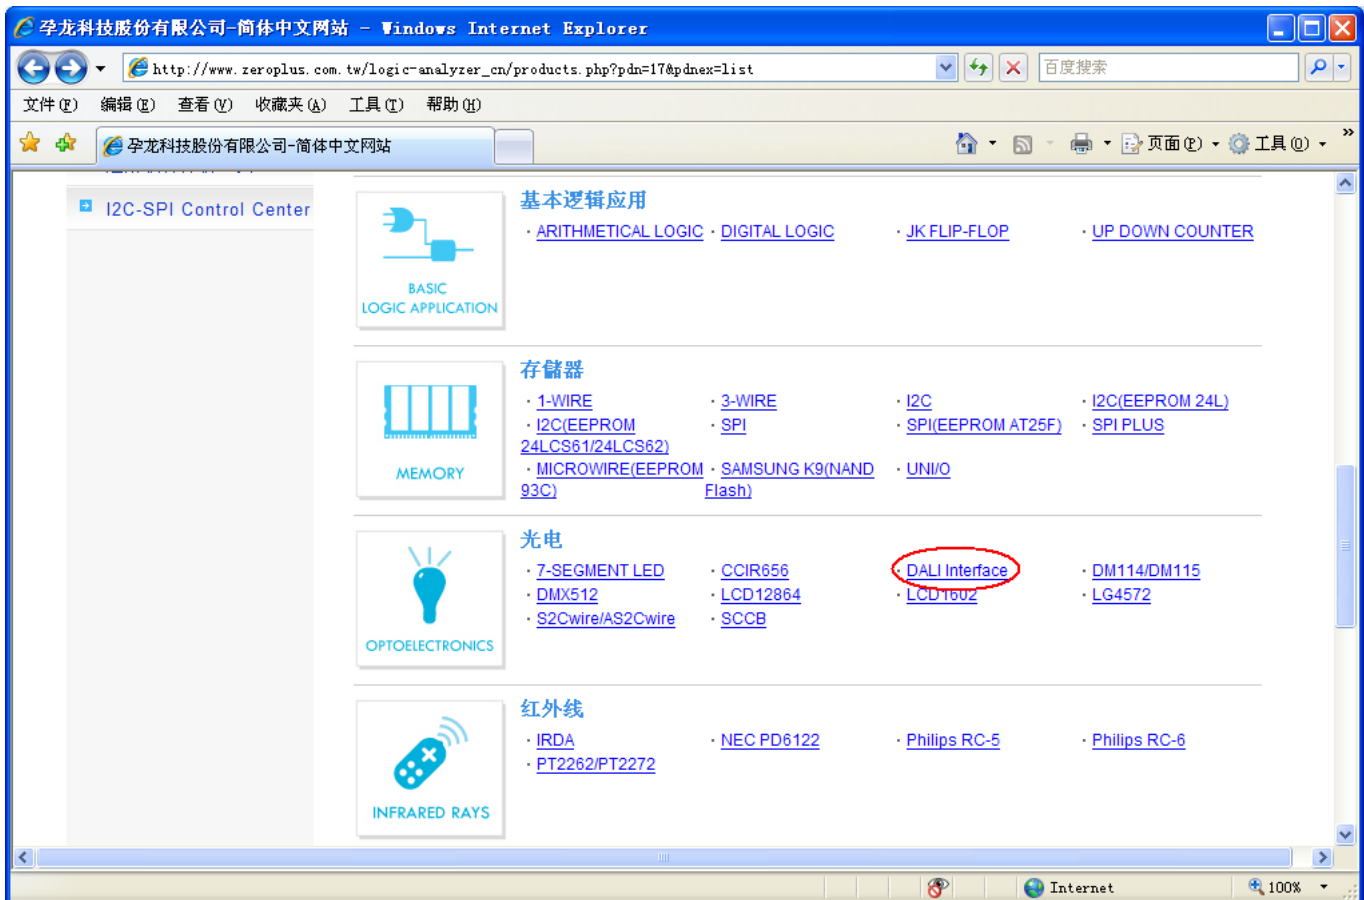 孕龙科技股份有限公司-简体中文网站 - Windows Internet Explorer
http://www.zeroplus.com.tw/logic-analyzer_cn/products.php?pdn=17&pdnex=list
百度搜索
文件(F) 编辑(E) 查看(V) 收藏夹(A) 工具(T) 帮助(H)
孕龙科技股份有限公司-简体中文网站
页面(P) 工具(O) »
I2C-SPI Control Center
BASIC
LOGIC APPLICATION
基本逻辑应用
· ARITHMETICAL LOGIC · DIGITAL LOGIC · JK FLIP-FLOP · UP DOWN COUNTER
MEMORY
存儲器
· 1-WIRE · 3-WIRE · I2C · I2C(EEPROM 24L)
· I2C(EEPROM · SPI · SPI(EEPROM AT25F) · SPI PLUS
24LCS61/24LCS62)
· MICROWIRE(EEPROM · SAMSUNG K9(NAND · UNI/O
93C) Flash)
OPTOELECTRONICS
光电
· 7-SEGMENT LED · CCIR656 · DALI Interface · DM114/DM115
· DMX512 · LCD12864 · LCD1602 · LG4572
· S2Cwire/AS2Cwire · SCCB
INFRARED RAYS
红外线
· IRDA · NEC PD6122 · Philips RC-5 · Philips RC-6
· PT2262/PT2272
Internet 100%